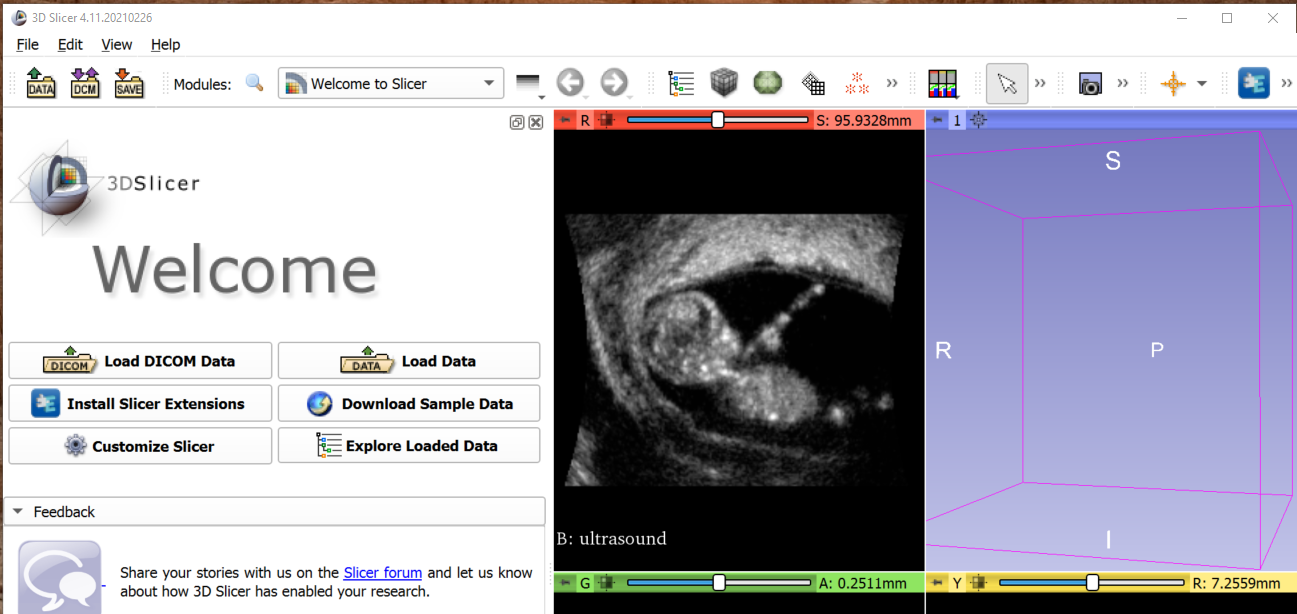 3D Slicer 4.11.20210226
File Edit View Help
DATA DCM SAVE Modules: Welcome to Slicer
R S: 95.9328mm
1
3DSlicer
Welcome
S
R
P
I
DICOM Load DICOM Data
DATA Load Data
Install Slicer Extensions
Download Sample Data
Customize Slicer
Explore Loaded Data
Feedback
Share your stories with us on the Slicer forum and let us know
about how 3D Slicer has enabled your research.
B: ultrasound
G A: 0.2511mm
Y R: 7.2559mm